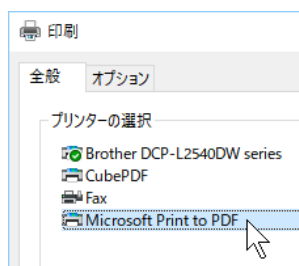 印刷
全般
オプション
プリンターの選択
Brother DCP-L2540DW series
CubePDF
Fax
Microsoft Print to PDF